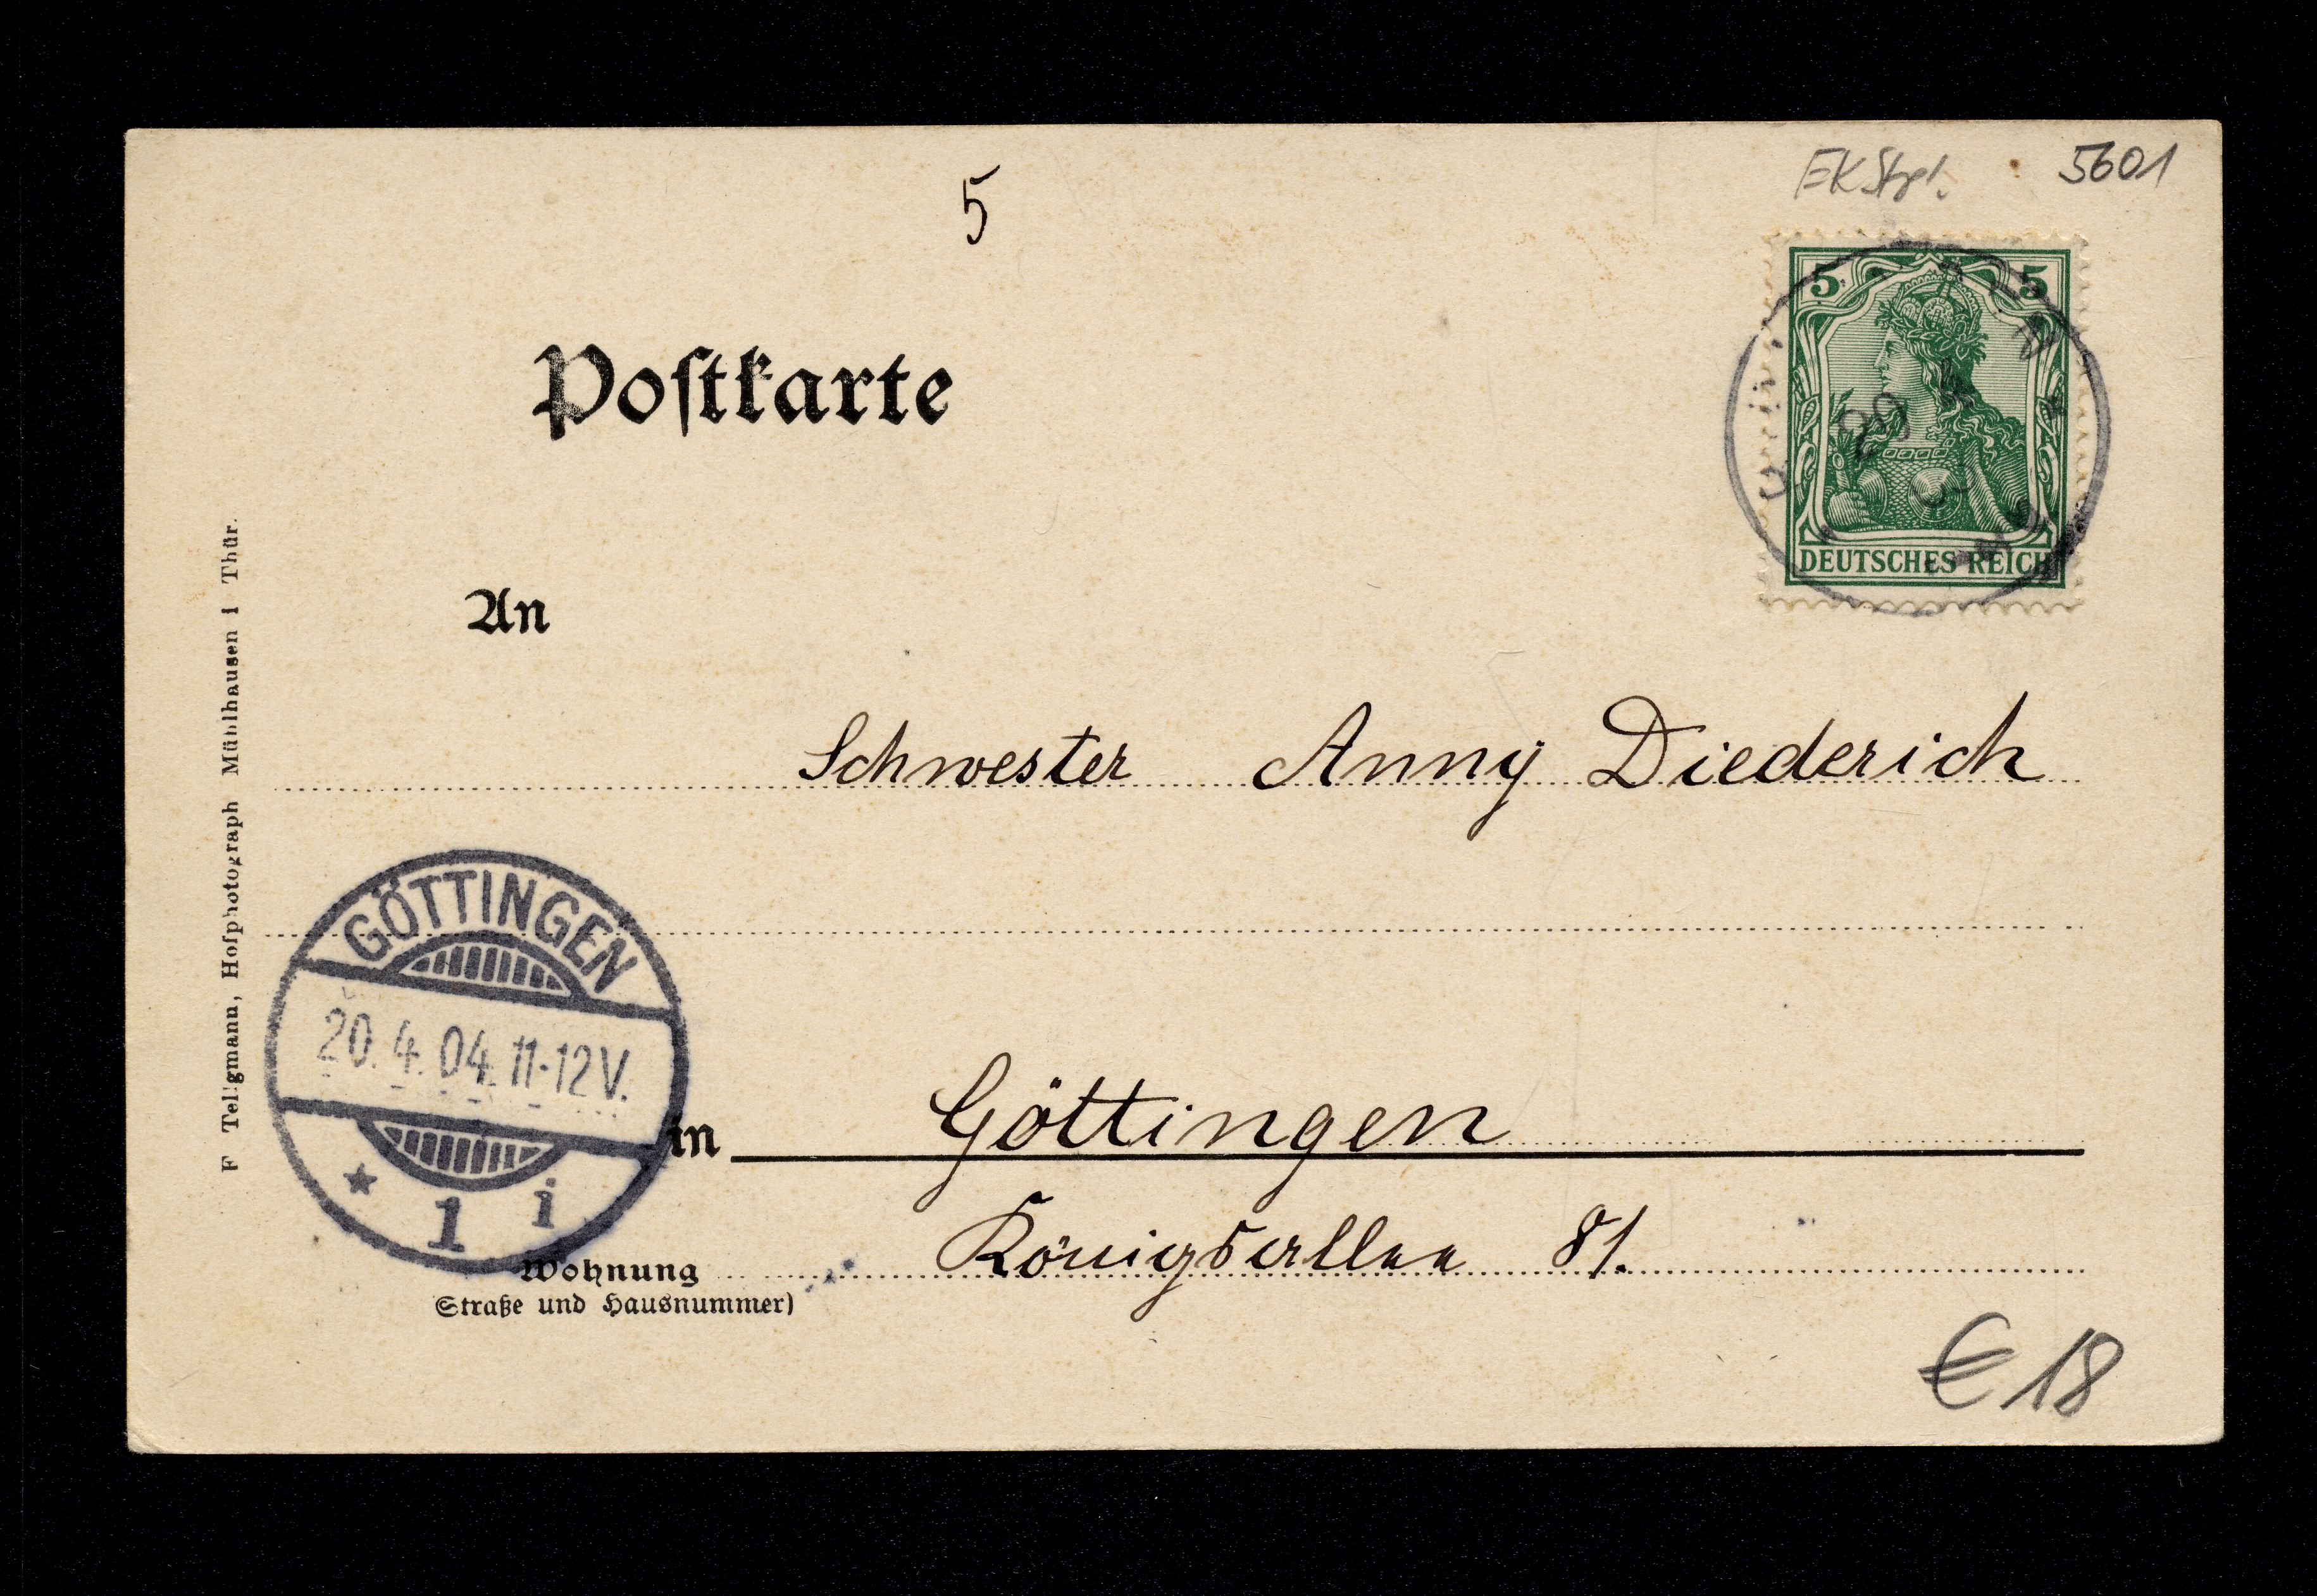 5601
5
5 5
DEUTSCHES REICH
Postkarte
An
Schwester Anny Diederich
GÖTTINGEN
20.4.04.11-12V.
* 1 i
in Göttingen
Königsallee 81.
Wohnung
Straße und Hausnummer)
€ 18
F Tellgmann, Hofphotograph Mühlhausen i Thür.